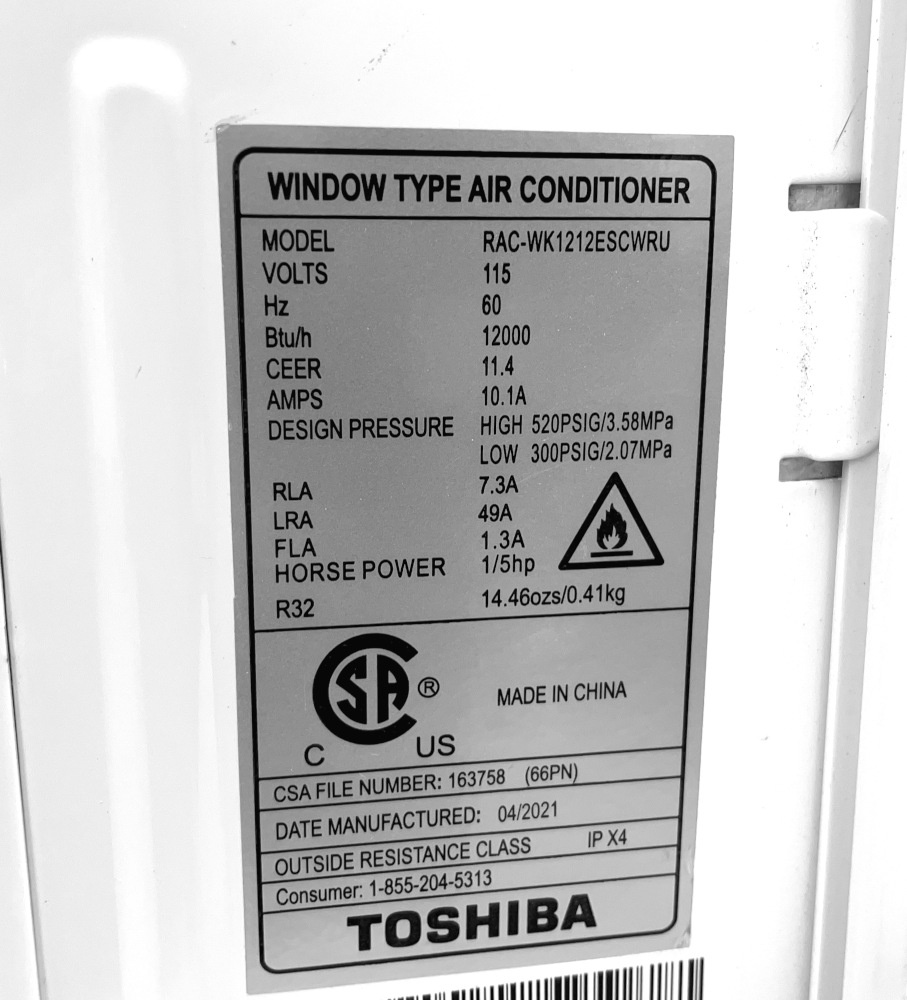 WINDOW TYPE AIR CONDITIONER
MODEL RAC-WK1212ESCWRU
VOLTS 115
Hz 60
Btu/h 12000
CEER 11.4
AMPS 10.1A
DESIGN PRESSURE HIGH 520PSIG/3.58MPa
LOW 300PSIG/2.07MPa
RLA 7.3A
LRA 49A
FLA 1.3A
HORSE POWER 1/5hp
R32 14.46ozs/0.41kg
CSA ®
C US
MADE IN CHINA
CSA FILE NUMBER: 163758 (66PN)
DATE MANUFACTURED: 04/2021
OUTSIDE RESISTANCE CLASS IP X4
Consumer: 1-855-204-5313
TOSHIBA